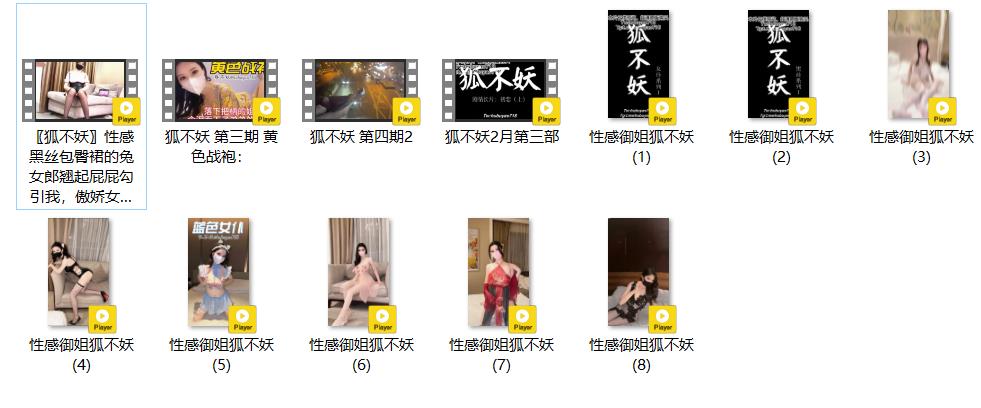 狐不妖
狐不妖
黄色战袍
落下把柄的姐
狐不妖
Player
Player
Player
Player
Player
Player
Player
〖狐不妖〗性感
黑丝包臀裙的兔
女郎翘起屁屁勾
引我，傲娇女...
狐不妖 第三期 黄
色战袍：
狐不妖 第四期2
狐不妖2月第三部
性感御姐狐不妖
(1)
性感御姐狐不妖
(2)
性感御姐狐不妖
(3)
蓝色女仆
Player
Player
Player
Player
Player
性感御姐狐不妖
(4)
性感御姐狐不妖
(5)
性感御姐狐不妖
(6)
性感御姐狐不妖
(7)
性感御姐狐不妖
(8)